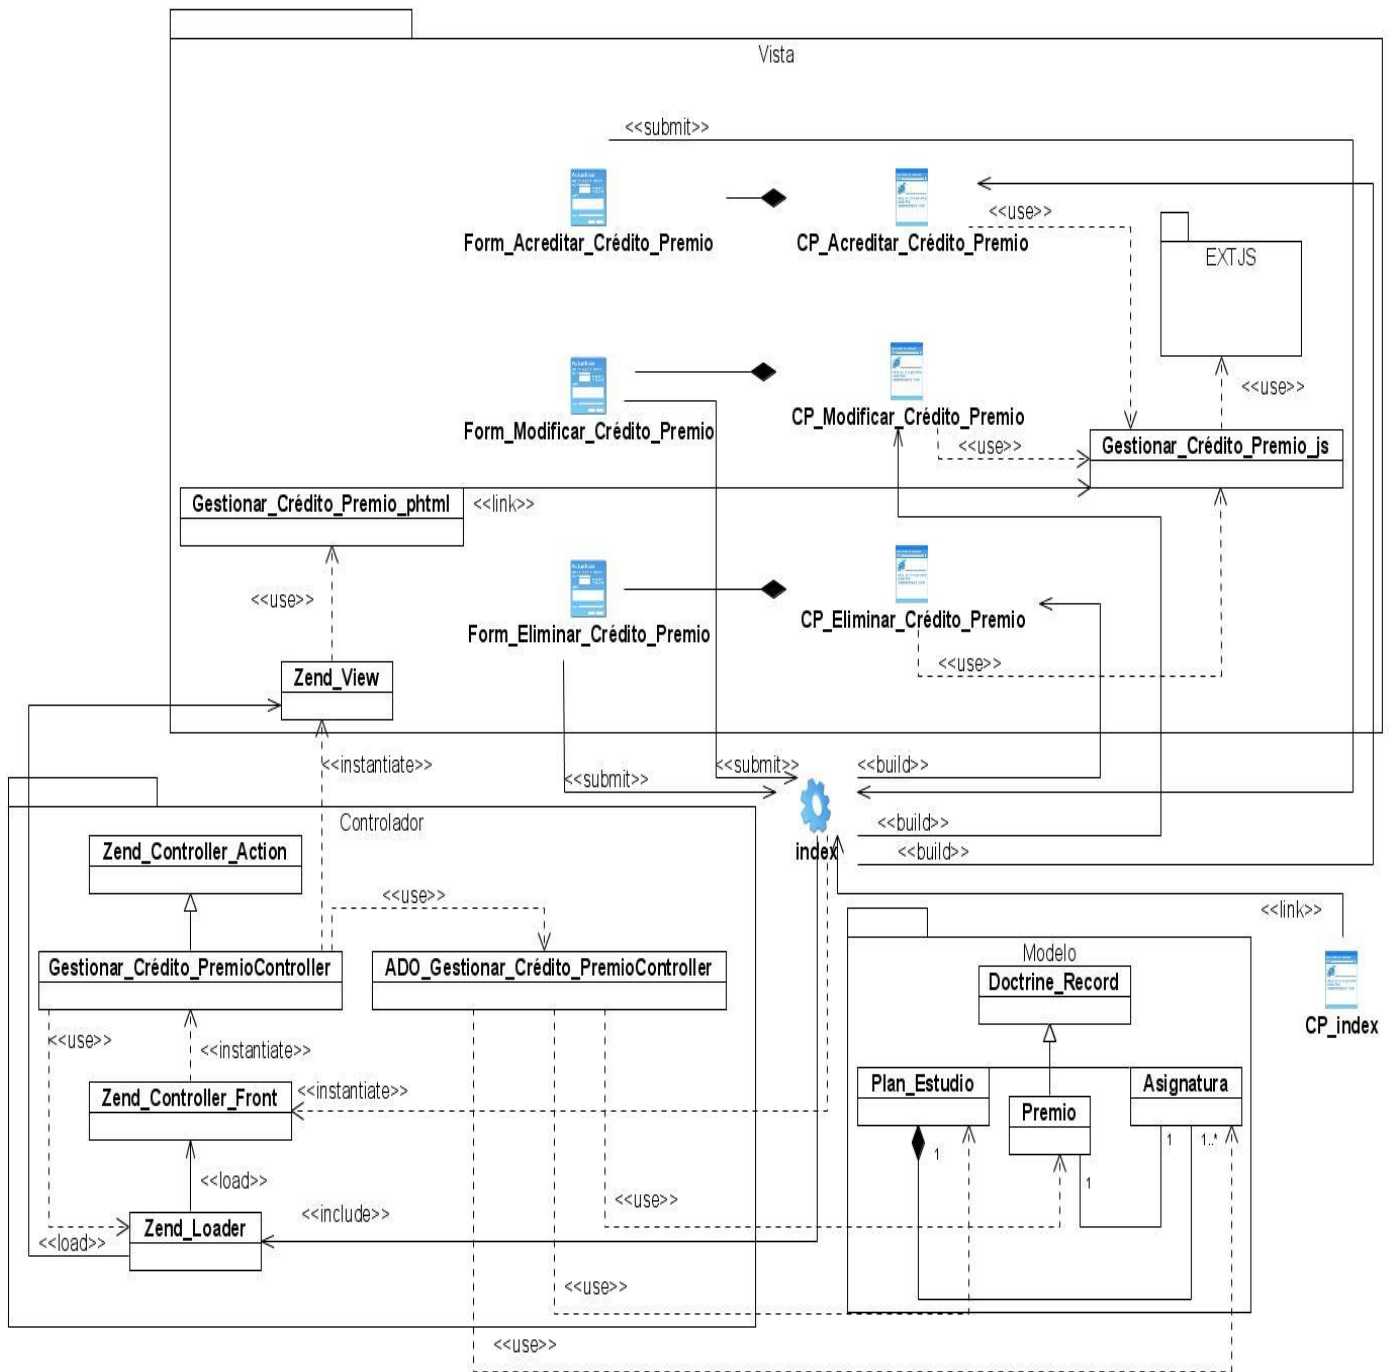 Vista
<<submit>>
<<use>>
Form_Acreditar_Crédito_Premio
CP_Acreditar_Crédito_Premio
EXTJS
<<use>>
Form_Modificar_Crédito_Premio
CP_Modificar_Crédito_Premio
<<use>>
Gestionar_Crédito_Premio_js
Gestionar_Crédito_Premio_phtml
<<link>>
<<use>>
Form_Eliminar_Crédito_Premio
CP_Eliminar_Crédito_Premio
<<use>>
Zend_View
<<instantiate>>
<<submit>>
<<submit>>
<<build>>
<<build>>
<<build>>
index
Controlador
Zend_Controller_Action
<<use>>
Gestionar_Crédito_PremioController
ADO_Gestionar_Crédito_PremioController
<<use>>
<<instantiate>>
Zend_Controller_Front
<<instantiate>>
<<load>>
Zend_Loader
<<include>>
<<load>>
<<use>>
<<use>>
<<use>>
<<link>>
CP_index
Modelo
Doctrine_Record
Plan_Estudio
Premio
Asignatura
1
1
1
1..*